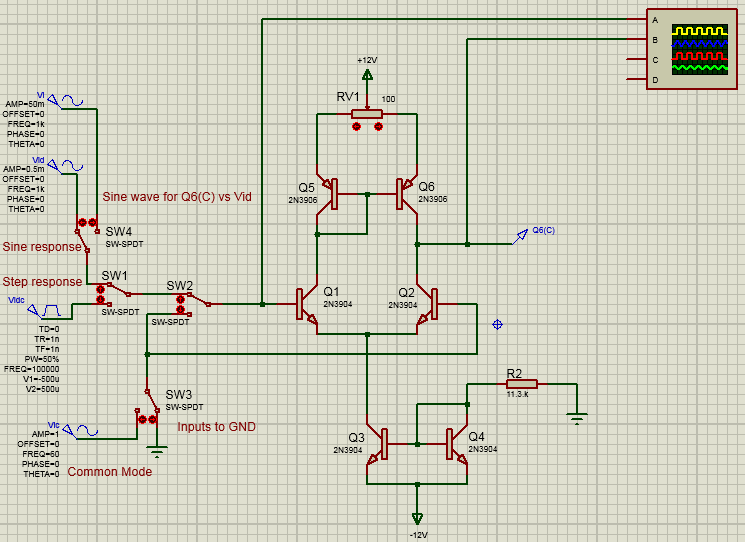 A
B
C
D
+12V
RV1
100
Vi
AMP=50m
OFFSET=0
FREQ=1k
PHASE=0
THETA=0
Vid
AMP=0.5m
OFFSET=0
FREQ=1k
PHASE=0
THETA=0
Sine wave for Q6(C) vs Vid
Q5
2N3906
Q6
2N3906
SW4
SW-SPDT
Q6(C)
Sine response
Step response
SW1
SW-SPDT
SW2
SW-SPDT
Q1
2N3904
Q2
2N3904
Vidc
TD=0
TR=1n
TF=1n
PW=50%
FREQ=100000
V1=-500u
V2=500u
R2
11.3.k
SW3
SW-SPDT
Vic
AMP=1
OFFSET=0
FREQ=60
PHASE=0
THETA=0
Inputs to GND
Common Mode
Q3
2N3904
Q4
2N3904
-12V